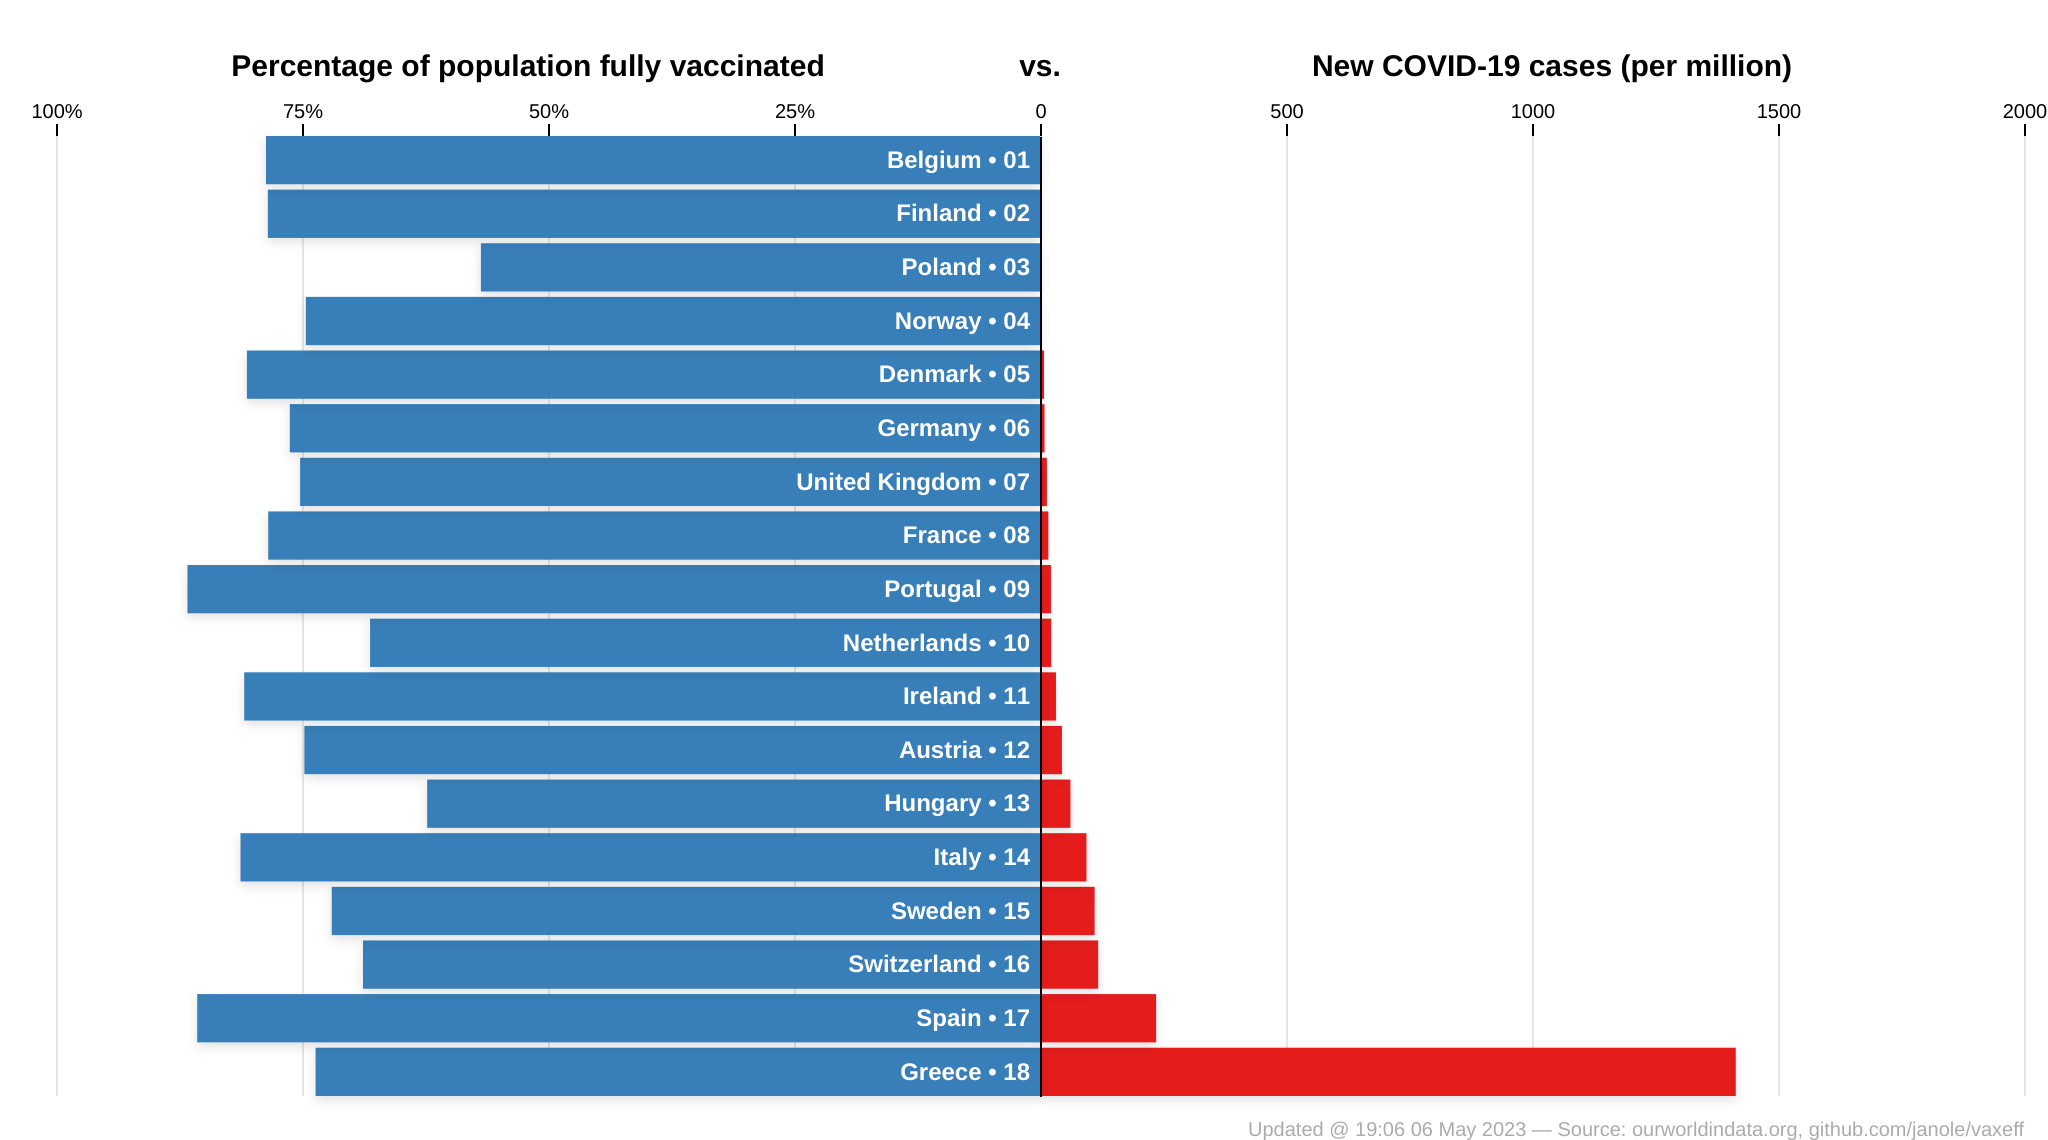 Percentage of population fully vaccinated vs. New COVID-19 cases (per million)
100% 75% 50% 25% 0 500 1000 1500 2000
Belgium • 01
Finland • 02
Poland • 03
Norway • 04
Denmark • 05
Germany • 06
United Kingdom • 07
France • 08
Portugal • 09
Netherlands • 10
Ireland • 11
Austria • 12
Hungary • 13
Italy • 14
Sweden • 15
Switzerland • 16
Spain • 17
Greece • 18
Updated @ 19:06 06 May 2023 — Source: ourworldindata.org, github.com/janole/vaxeff